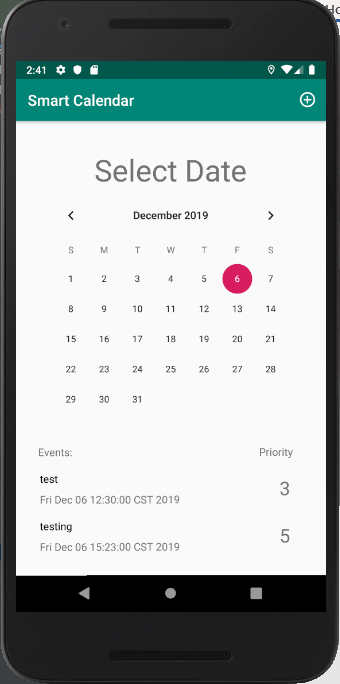 Ho
2:41
Smart Calendar
Select Date
December 2019
S M T W T F S
1 2 3 4 5 6 7
8 9 10 11 12 13 14
15 16 17 18 19 20 21
22 23 24 25 26 27 28
29 30 31
Events: Priority
test
3
Fri Dec 06 12:30:00 CST 2019
testing
5
Fri Dec 06 15:23:00 CST 2019